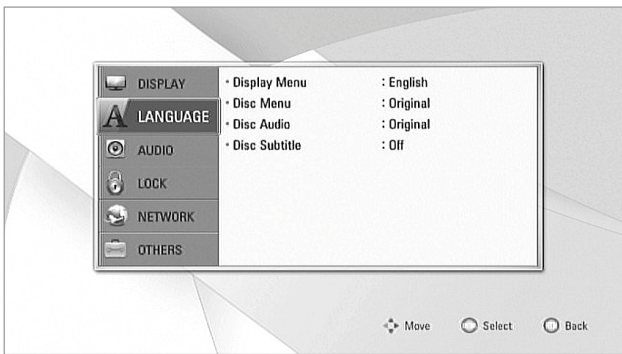 DISPLAY
LANGUAGE
AUDIO
LOCK
NETWORK
OTHERS
• Display Menu : English
• Disc Menu : Original
• Disc Audio : Original
• Disc Subtitle : Off
Move Select Back